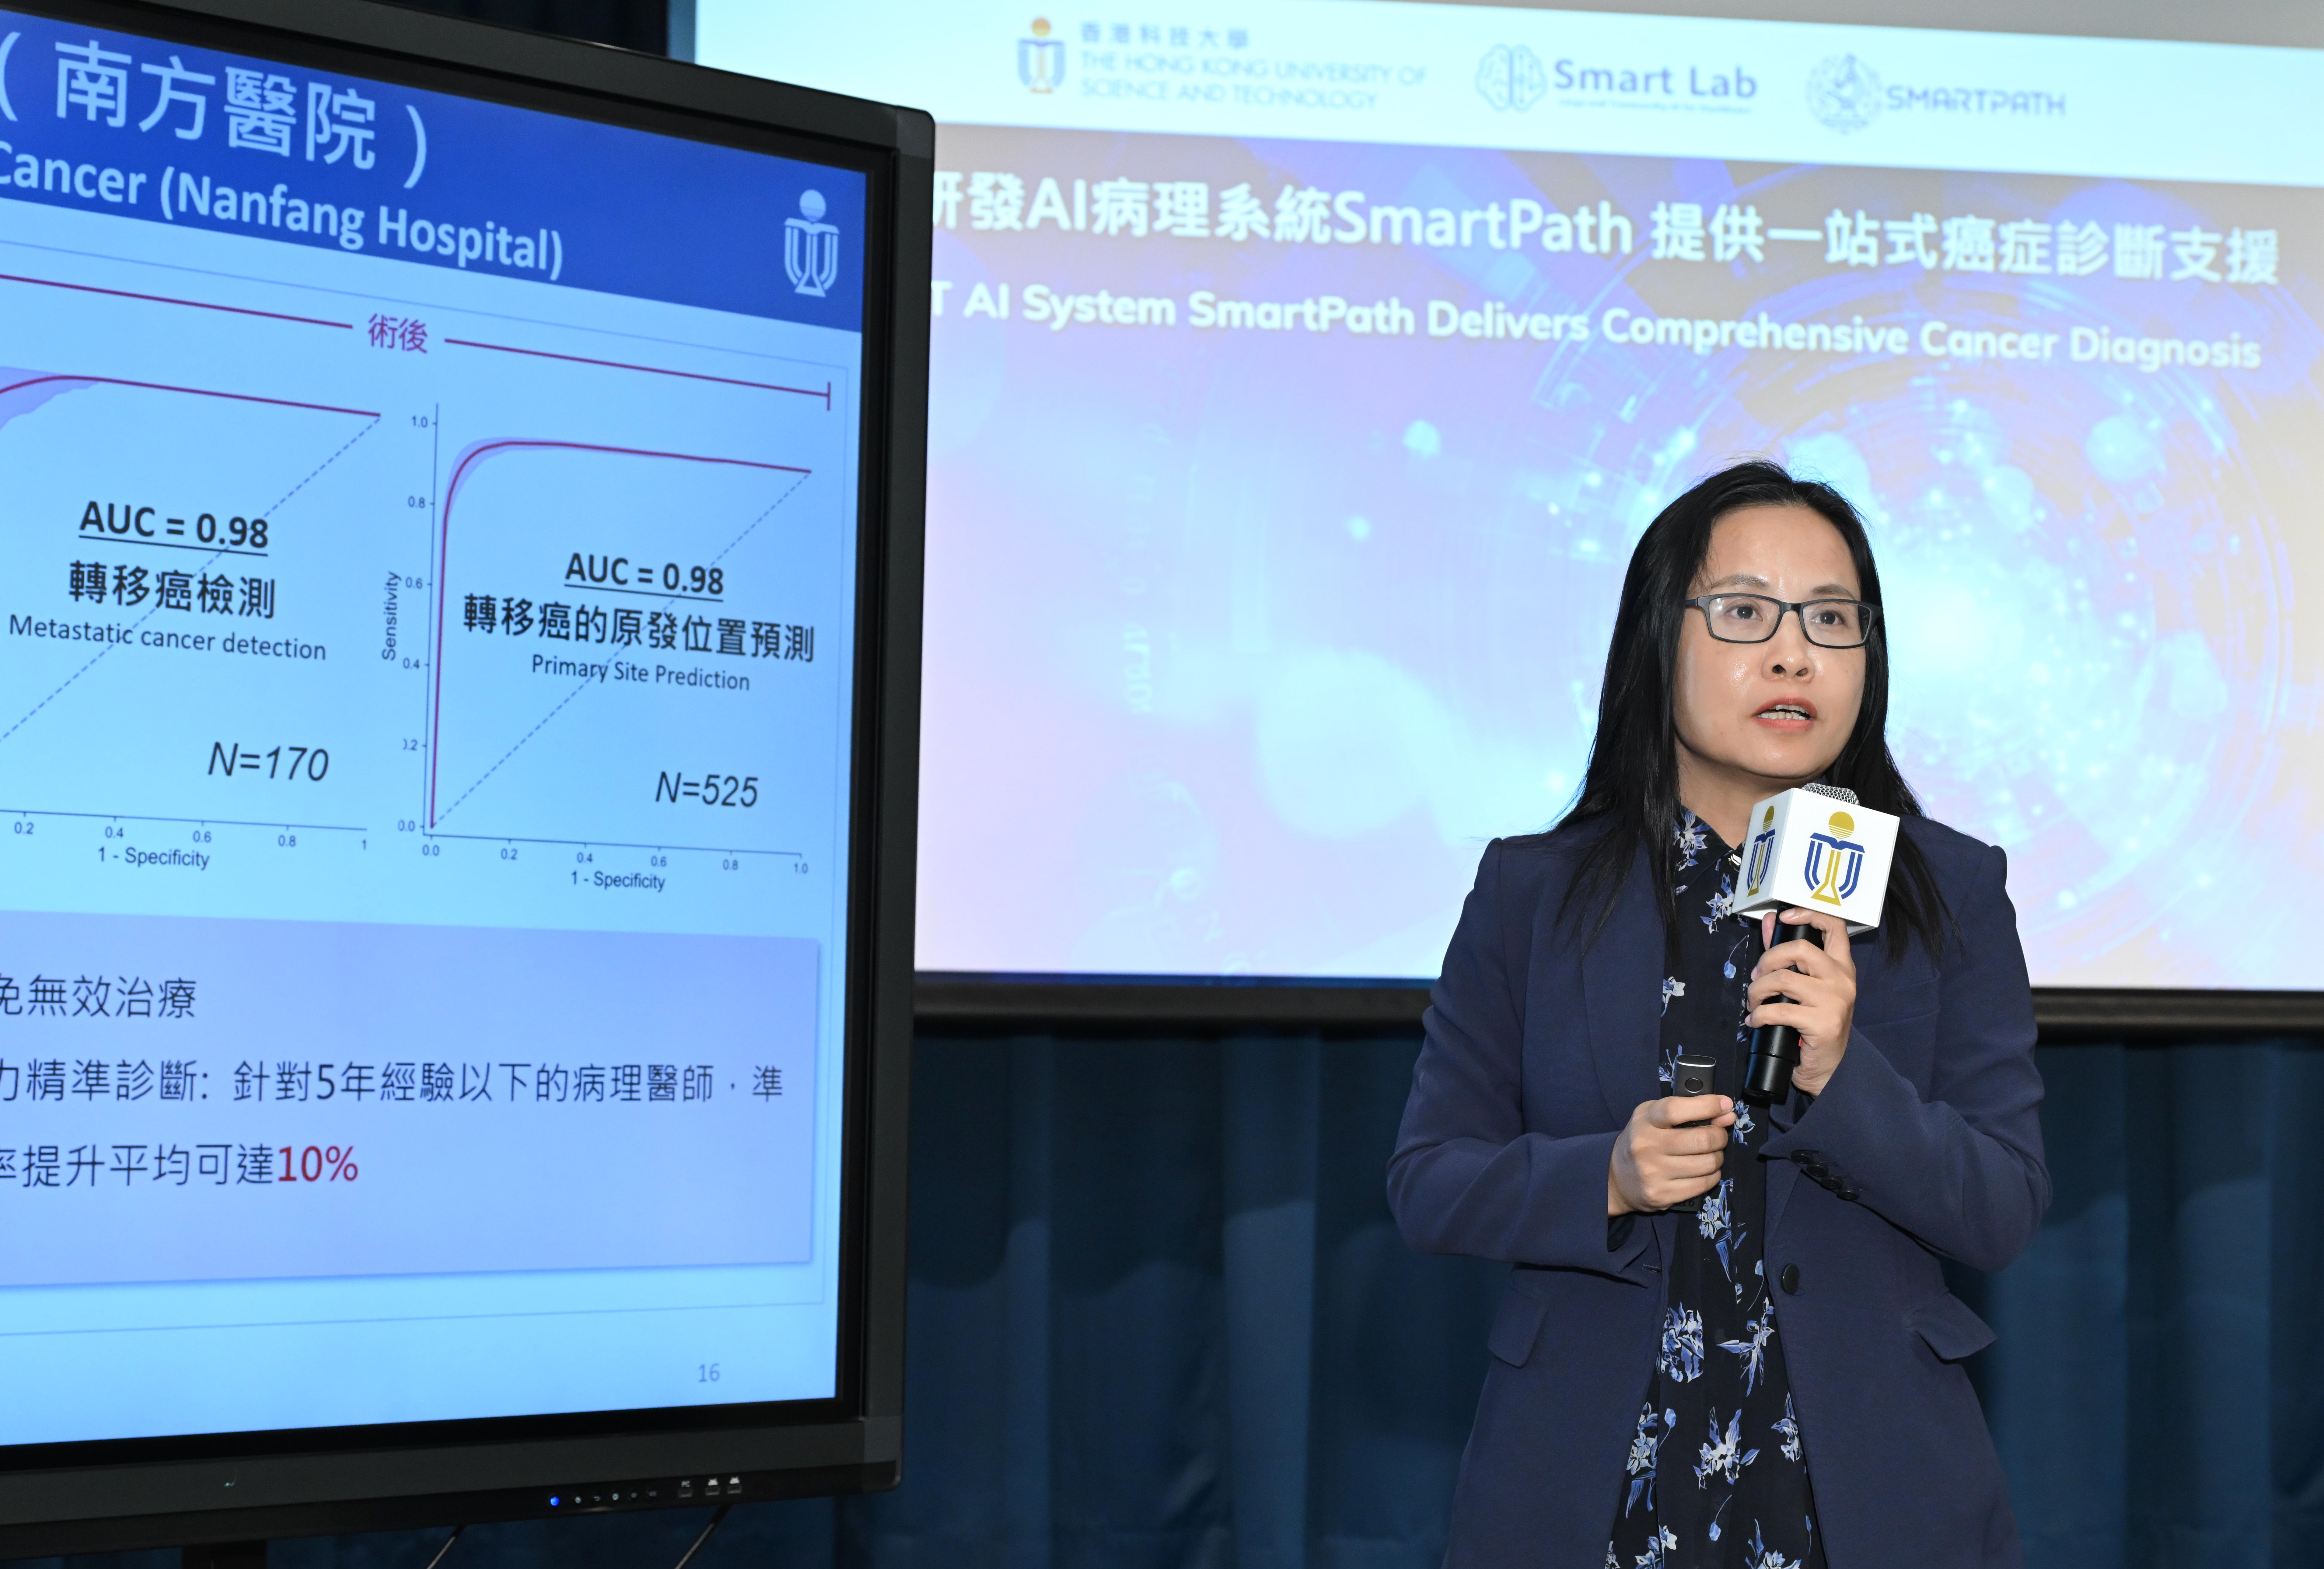 （南方醫院）
Cancer (Nanfang Hospital)
術後
AUC = 0.98
轉移癌檢測
Metastatic cancer detection
N=170
0.2 0.4 0.6 0.8 1
1 - Specificity
1.0
0.8
0.6
0.4
0.2
0.0
Sensitivity
AUC = 0.98
轉移癌的原發位置預測
Primary Site Prediction
N=525
0.0 0.2 0.4 0.6 0.8 1.0
1 - Specificity
免無效治療
力精準診斷: 針對5年經驗以下的病理醫師，準
率提升平均可達10%
16
香港科技大學
THE HONG KONG UNIVERSITY OF
SCIENCE AND TECHNOLOGY
Smart Lab
SMARTPATH
研發AI病理系統SmartPath 提供一站式癌症診斷支援
T AI System SmartPath Delivers Comprehensive Cancer Diagnosis
PC